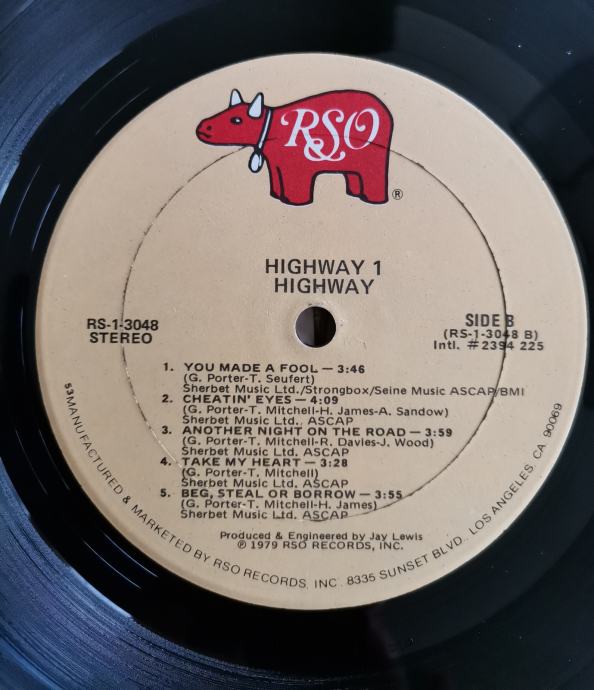 RSO
®
HIGHWAY 1
HIGHWAY
RS-1-3048
STEREO
SIDE B
(RS-1-3048 B)
Intl. #2394 225
1. YOU MADE A FOOL — 3:46
(G. Porter-T. Seufert)
Sherbet Music Ltd./Strongbox/Seine Music ASCAP/BMI
2. CHEATIN' EYES — 4:09
(G. Porter-T. Mitchell-H. James-A. Sandow)
Sherbet Music Ltd., ASCAP
3. ANOTHER NIGHT ON THE ROAD — 3:59
(G. Porter-T. Mitchell-R. Davies-J. Wood)
Sherbet Music Ltd. ASCAP
4. TAKE MY HEART — 3:28
(G. Porter-T. Mitchell)
Sherbet Music Ltd. ASCAP
5. BEG, STEAL OR BORROW — 3:55
(G. Porter-T. Mitchell-H. James)
Sherbet Music Ltd. ASCAP
Produced & Engineered by Jay Lewis
℗ © 1979 RSO RECORDS, INC.
53 MANUFACTURED & MARKETED BY RSO RECORDS, INC. 8335 SUNSET BLVD., LOS ANGELES, CA. 90069